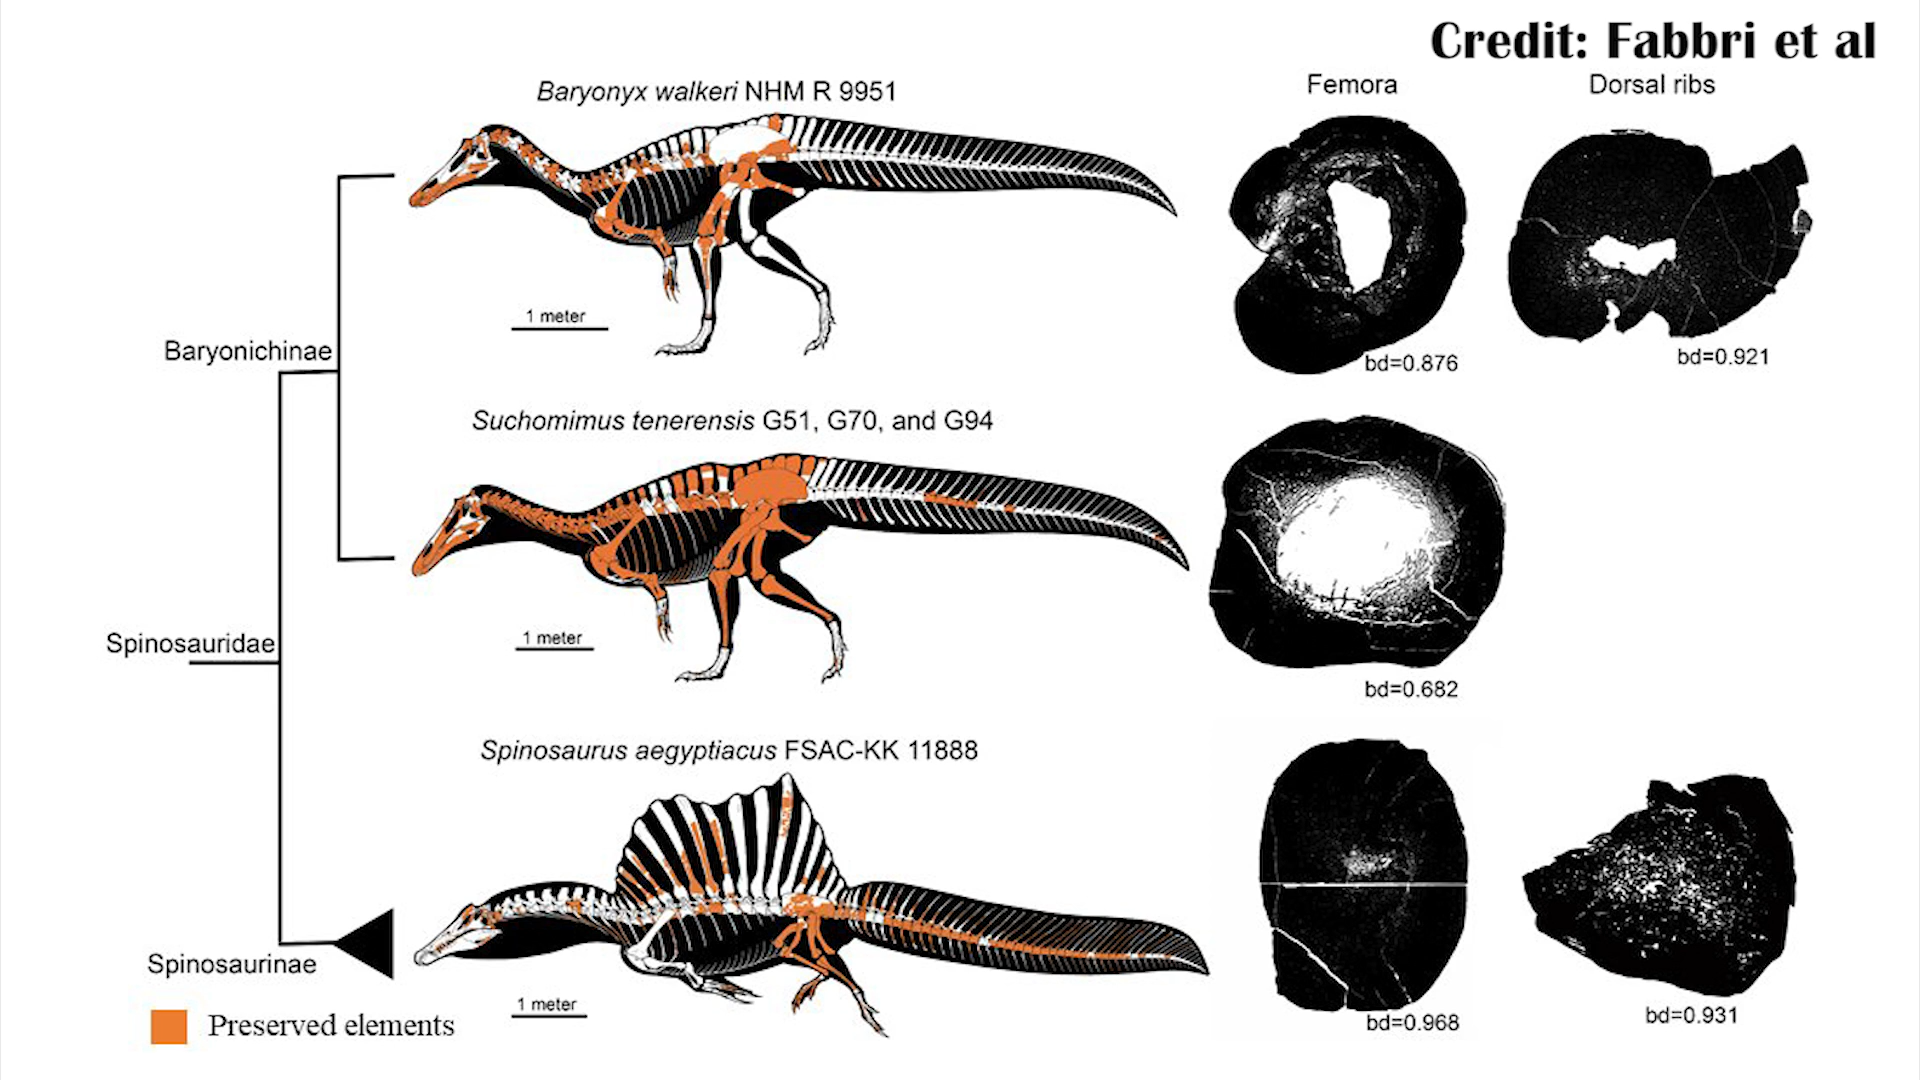 Credit: Fabbri et al
Baryonyx walkeri NHM R 9951
Femora
Dorsal ribs
1 meter
bd=0.876
bd=0.921
Baryonichinae
Suchomimus tenerensis G51, G70, and G94
1 meter
bd=0.682
Spinosauridae
Spinosaurus aegyptiacus FSAC-KK 11888
1 meter
bd=0.968
bd=0.931
Spinosaurinae
Preserved elements